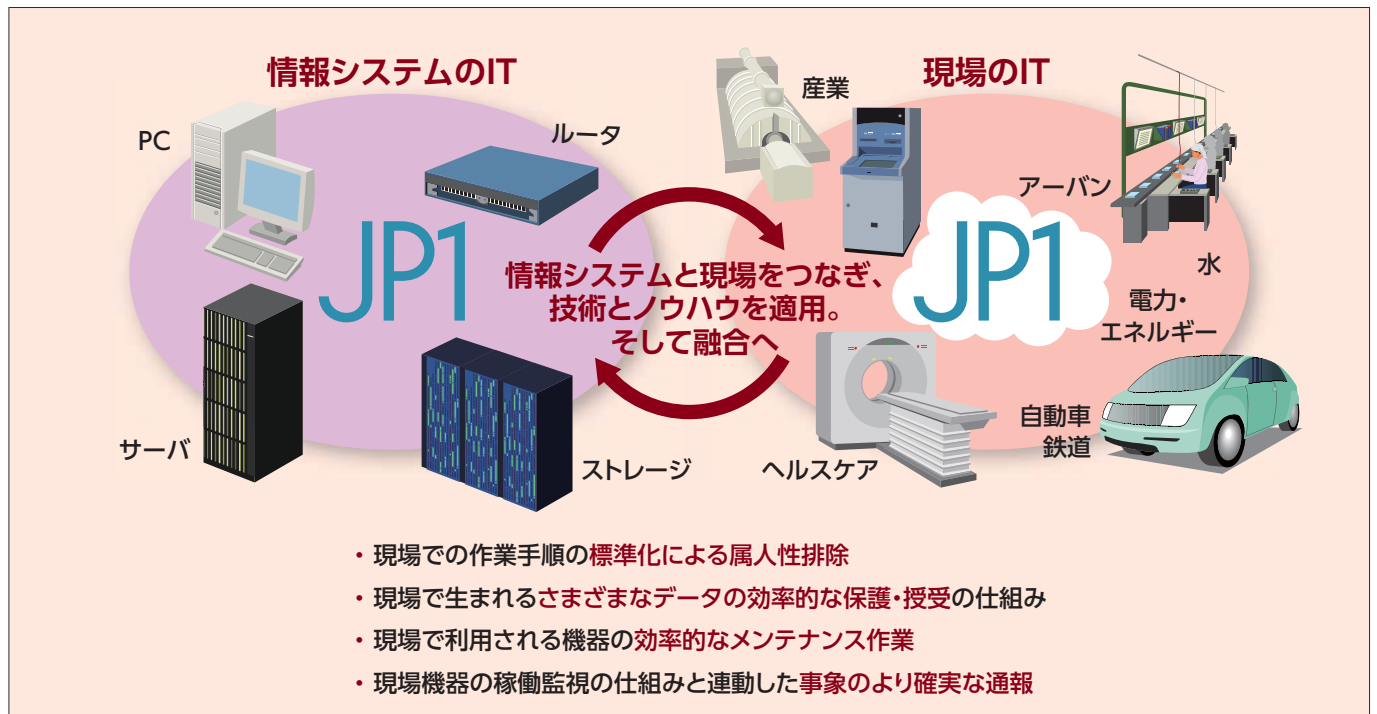 情報システムのIT
現場のIT
PC
ルータ
産業
アーバン
水
電力・
エネルギー
自動車
鉄道
JP1
JP1
情報システムと現場をつなぎ、
技術とノウハウを適用。
そして融合へ
サーバ
ストレージ
ヘルスケア
・現場での作業手順の標準化による属人性排除
・現場で生まれるさまざまなデータの効率的な保護・授受の仕組み
・現場で利用される機器の効率的なメンテナンス作業
・現場機器の稼働監視の仕組みと連動した事象のより確実な通報